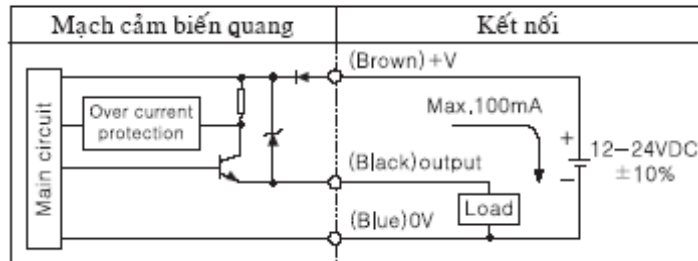 Mạch cảm biến quang
Kết nối
(Brown)+V
Main circuit
Over current
protection
Max,100mA
+
12-24VDC
±10%
-
(Black)output
Load
(Blue)0V